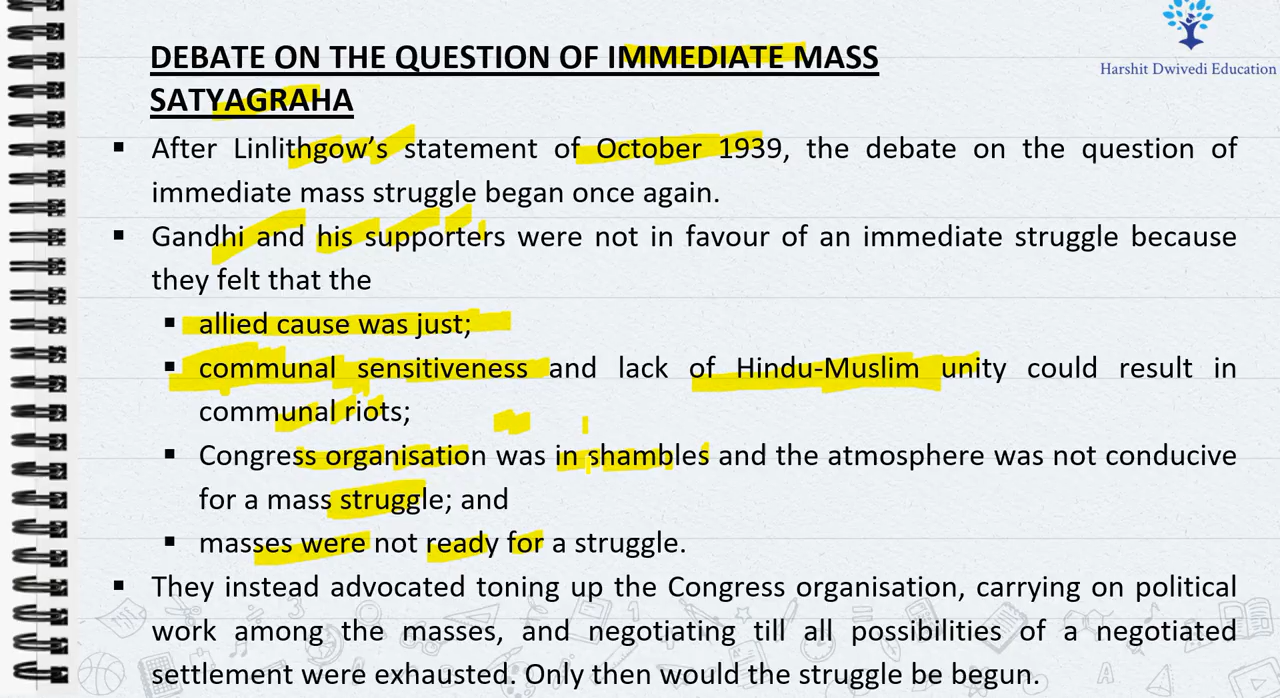 Harshit Dwivedi Education
DEBATE ON THE QUESTION OF IMMEDIATE MASS
SATYAGRAHA
▪ After Linlithgow’s statement of October 1939, the debate on the question of
immediate mass struggle began once again.
▪ Gandhi and his supporters were not in favour of an immediate struggle because
they felt that the
▪ allied cause was just;
▪ communal sensitiveness and lack of Hindu-Muslim unity could result in
communal riots;
▪ Congress organisation was in shambles and the atmosphere was not conducive
for a mass struggle; and
▪ masses were not ready for a struggle.
▪ They instead advocated toning up the Congress organisation, carrying on political
work among the masses, and negotiating till all possibilities of a negotiated
settlement were exhausted. Only then would the struggle be begun.